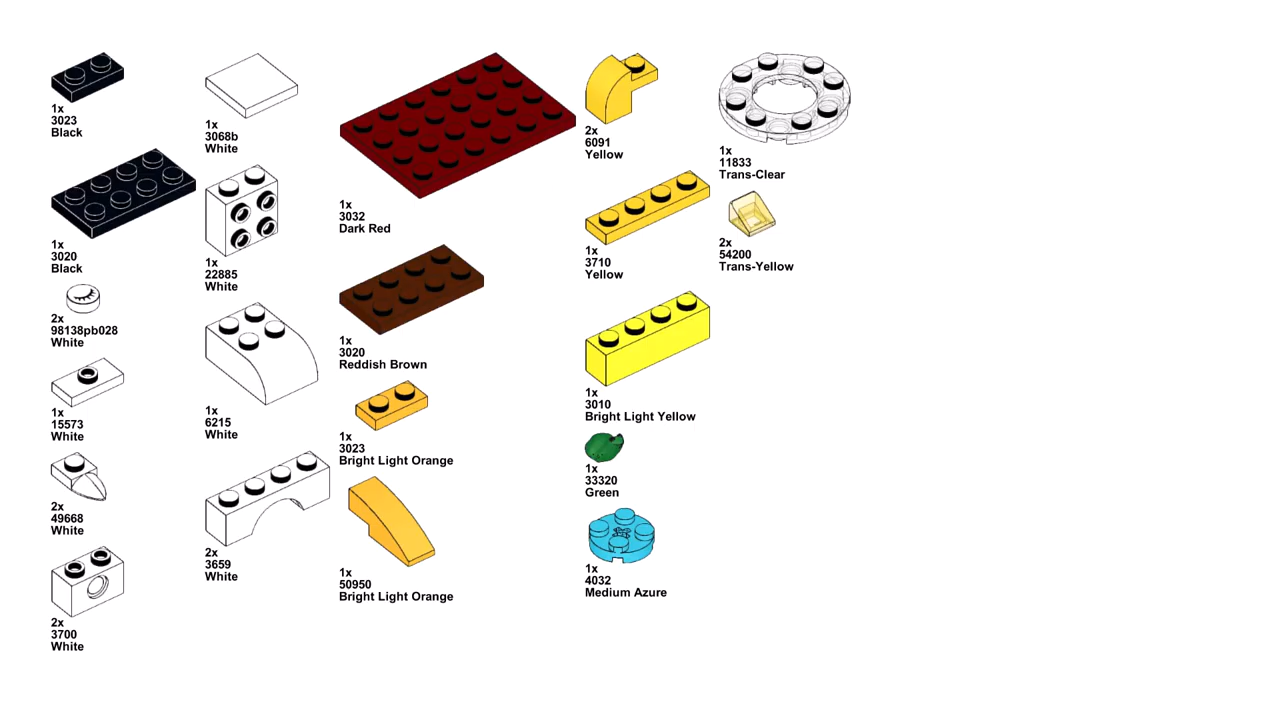 1x
3023
Black
1x
3020
Black
2x
98138pb028
White
1x
15573
White
2x
49668
White
2x
3700
White
1x
3068b
White
1x
22885
White
1x
6215
White
2x
3659
White
1x
3032
Dark Red
1x
3020
Reddish Brown
1x
3023
Bright Light Orange
1x
50950
Bright Light Orange
2x
6091
Yellow
1x
3710
Yellow
1x
3010
Bright Light Yellow
1x
33320
Green
1x
4032
Medium Azure
1x
11833
Trans-Clear
2x
54200
Trans-Yellow